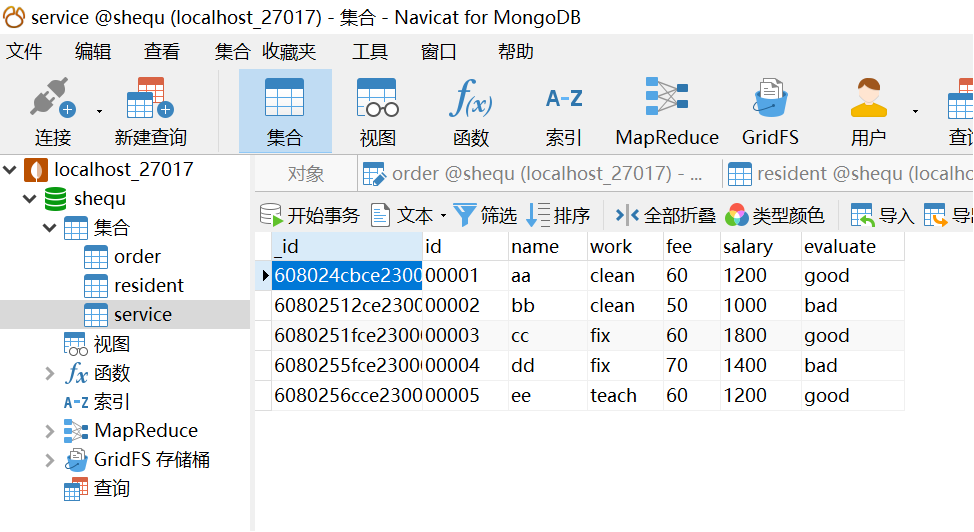 service @shequ (localhost_27017) - 集合 - Navicat for MongoDB
文件 编辑 查看 集合 收藏夹 工具 窗口 帮助
f(x) A-Z
连接 新建查询 集合 视图 函数 索引 MapReduce GridFS 用户
localhost_27017
shequ
集合
order
resident
service
视图
fx 函数
A-Z 索引
MapReduce
GridFS 存储桶
查询
对象 order @shequ (localhost_27017) - ... resident @shequ (localhos
开始事务 文本 筛选 排序 全部折叠 类型颜色 导入
_id id name work fee salary evaluate
608024cbce2300 00001 aa clean 60 1200 good
60802512ce2300 00002 bb clean 50 1000 bad
6080251fce2300 00003 cc fix 60 1800 good
6080255fce2300 00004 dd fix 70 1400 bad
6080256cce2300 00005 ee teach 60 1200 good